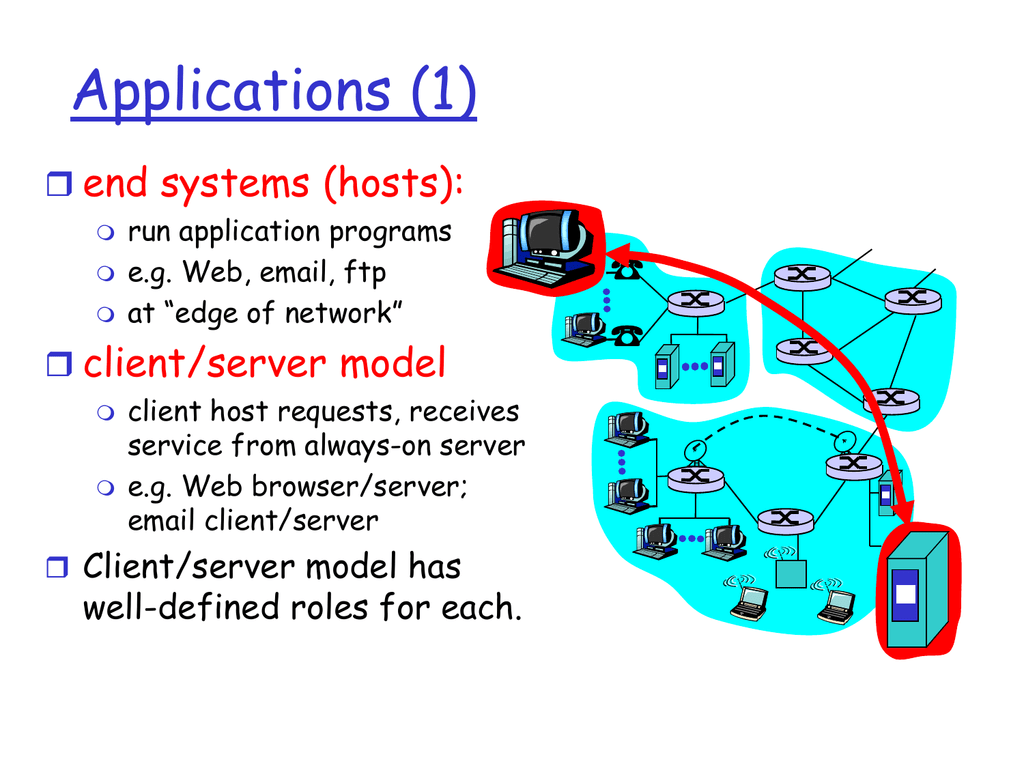 Applications (1)
end systems (hosts):
run application programs
e.g. Web, email, ftp
at “edge of network”
client/server model
client host requests, receives
service from always-on server
e.g. Web browser/server;
email client/server
Client/server model has
well-defined roles for each.